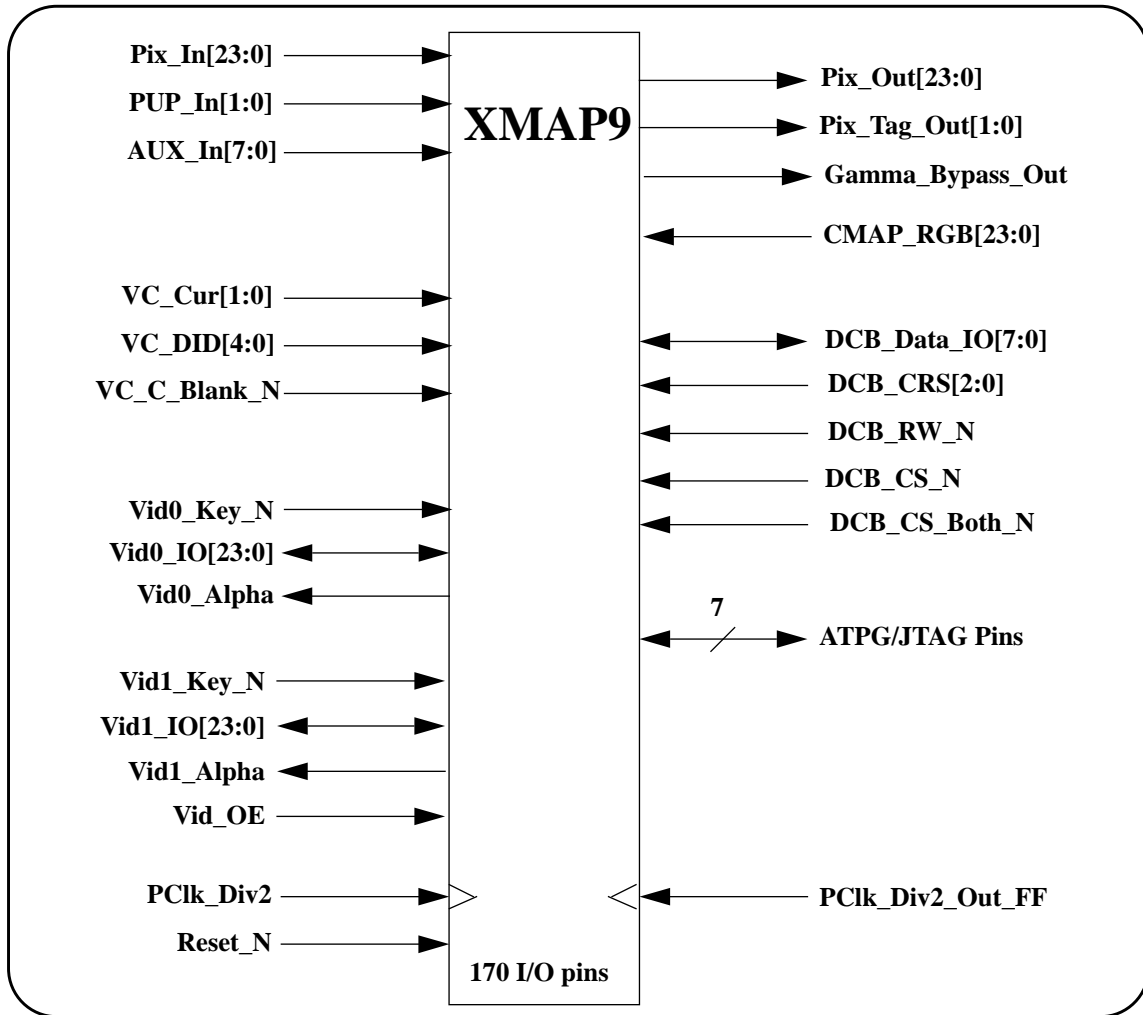 XMAP9
Pix_In[23:0]
PUP_In[1:0]
AUX_In[7:0]
VC_Cur[1:0]
VC_DID[4:0]
VC_C_Blank_N
Vid0_Key_N
Vid0_IO[23:0]
Vid0_Alpha
Vid1_Key_N
Vid1_IO[23:0]
Vid1_Alpha
Vid_OE
PClk_Div2
Reset_N
Pix_Out[23:0]
Pix_Tag_Out[1:0]
Gamma_Bypass_Out
CMAP_RGB[23:0]
DCB_Data_IO[7:0]
DCB_CRS[2:0]
DCB_RW_N
DCB_CS_N
DCB_CS_Both_N
7
ATPG/JTAG Pins
PClk_Div2_Out_FF
170 I/O pins